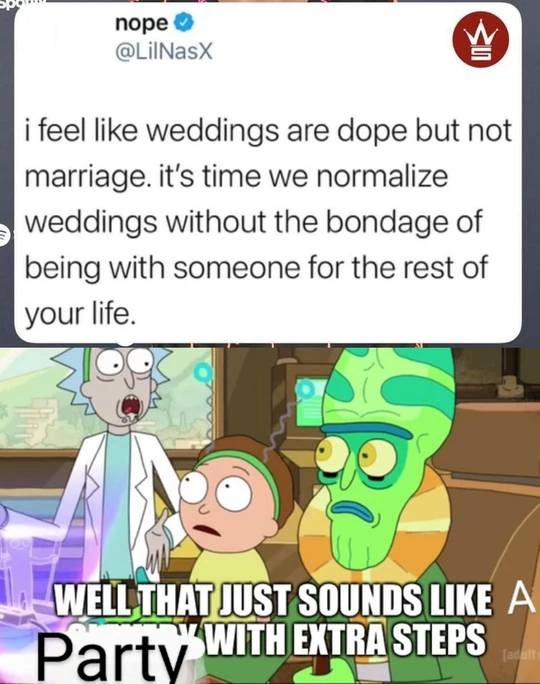 nope
@LilNasX
i feel like weddings are dope but not
marriage. it's time we normalize
weddings without the bondage of
being with someone for the rest of
your life.
WELL THAT JUST SOUNDS LIKE A
Party WITH EXTRA STEPS
[adult